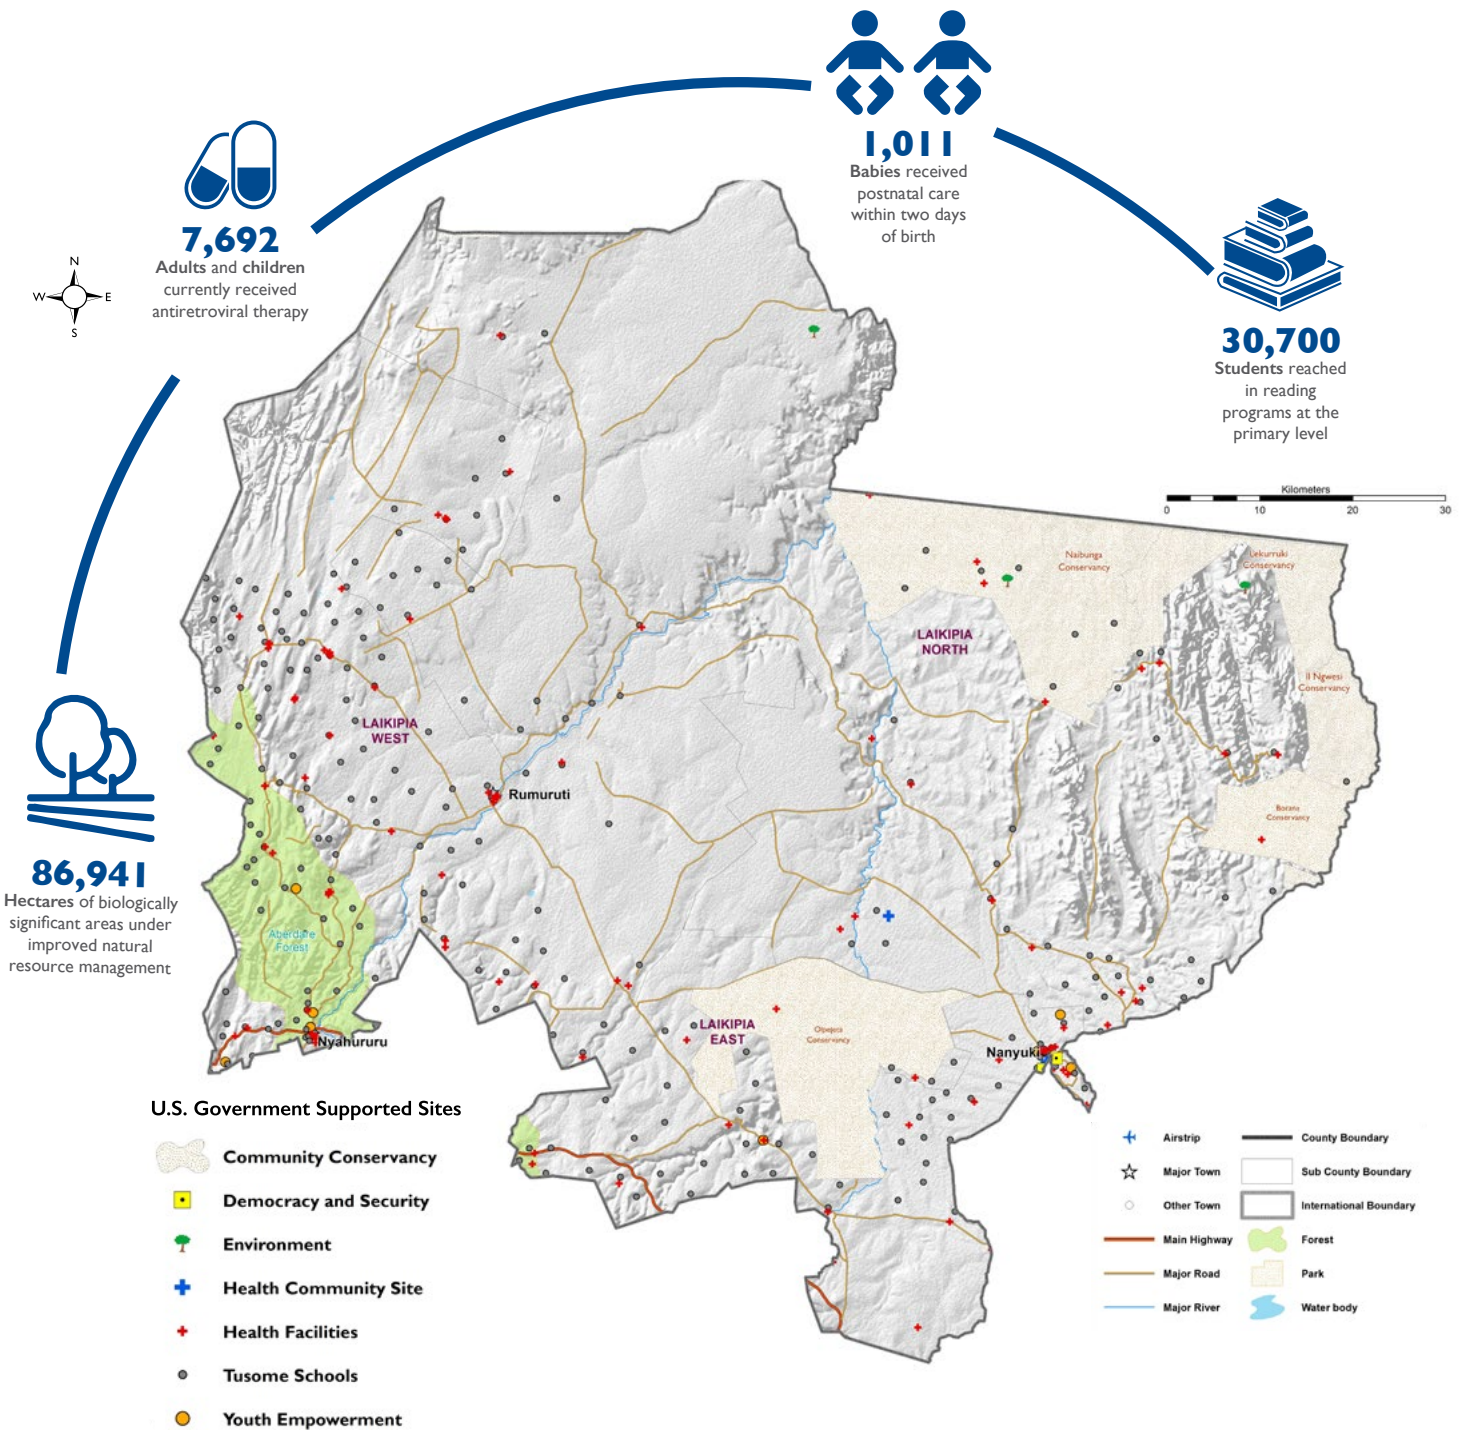 1,011
Babies received
postnatal care
within two days
of birth
7,692
Adults and children
currently received
antiretroviral therapy
N
W
E
S
30,700
Students reached
in reading
programs at the
primary level
Kilometers
0
10
20
30
Naibunga
Conservancy
Lekurruki
Conservancy
LAIKIPIA
NORTH
Il Ngwesi
Conservancy
LAIKIPIA
WEST
Rumuruti
Borana
Conservancy
86,941
Hectares of biologically
significant areas under
improved natural
resource management
Aberdare
Forest
LAIKIPIA
EAST
Olpejeta
Conservancy
Nyahururu
Nanyuki
U.S. Government Supported Sites
Community Conservancy
Democracy and Security
Environment
Health Community Site
Health Facilities
Tusome Schools
Youth Empowerment
Airstrip
County Boundary
Major Town
Sub County Boundary
Other Town
International Boundary
Main Highway
Forest
Major Road
Park
Major River
Water body